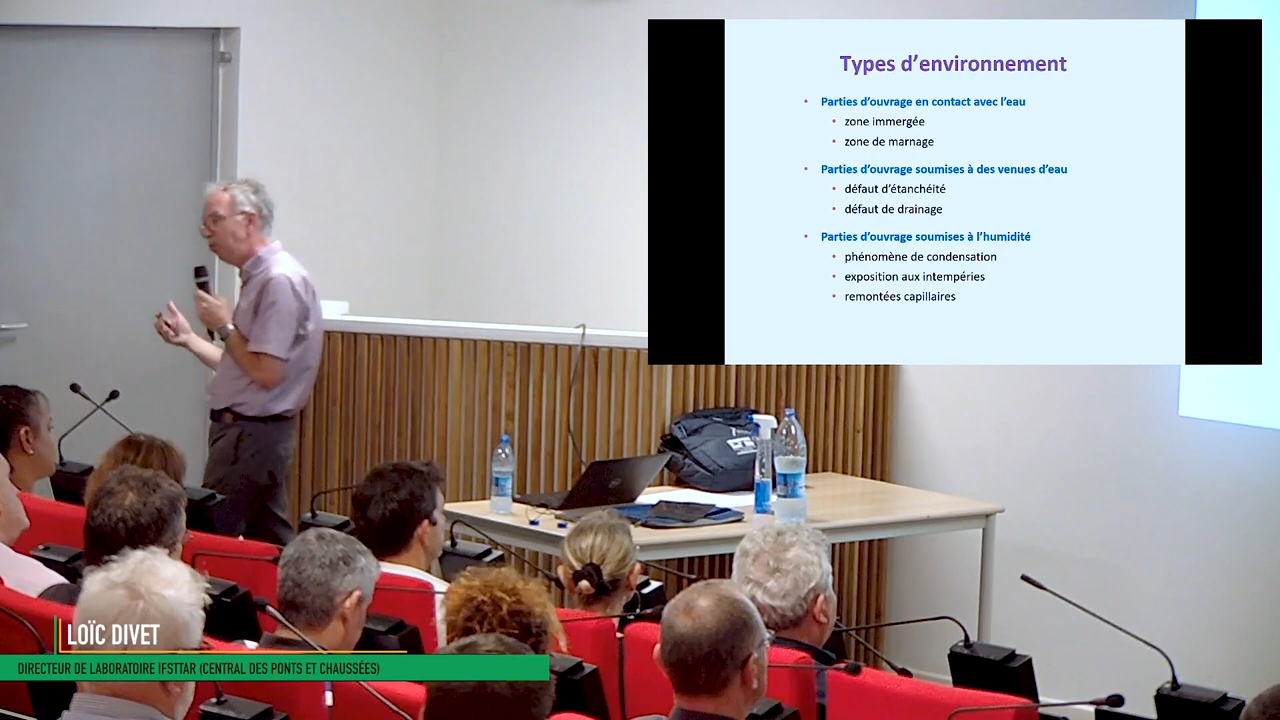 Types d'environnement
• Parties d'ouvrage en contact avec l'eau
• zone immergée
• zone de marnage
• Parties d'ouvrage soumises à des venues d'eau
• défaut d'étanchéité
• défaut de drainage
• Parties d'ouvrage soumises à l'humidité
• phénomène de condensation
• exposition aux intempéries
• remontées capillaires
LOÏC DIVET
DIRECTEUR DE LABORATOIRE IFSTTAR (CENTRAL DES PONTS ET CHAUSSÉES)